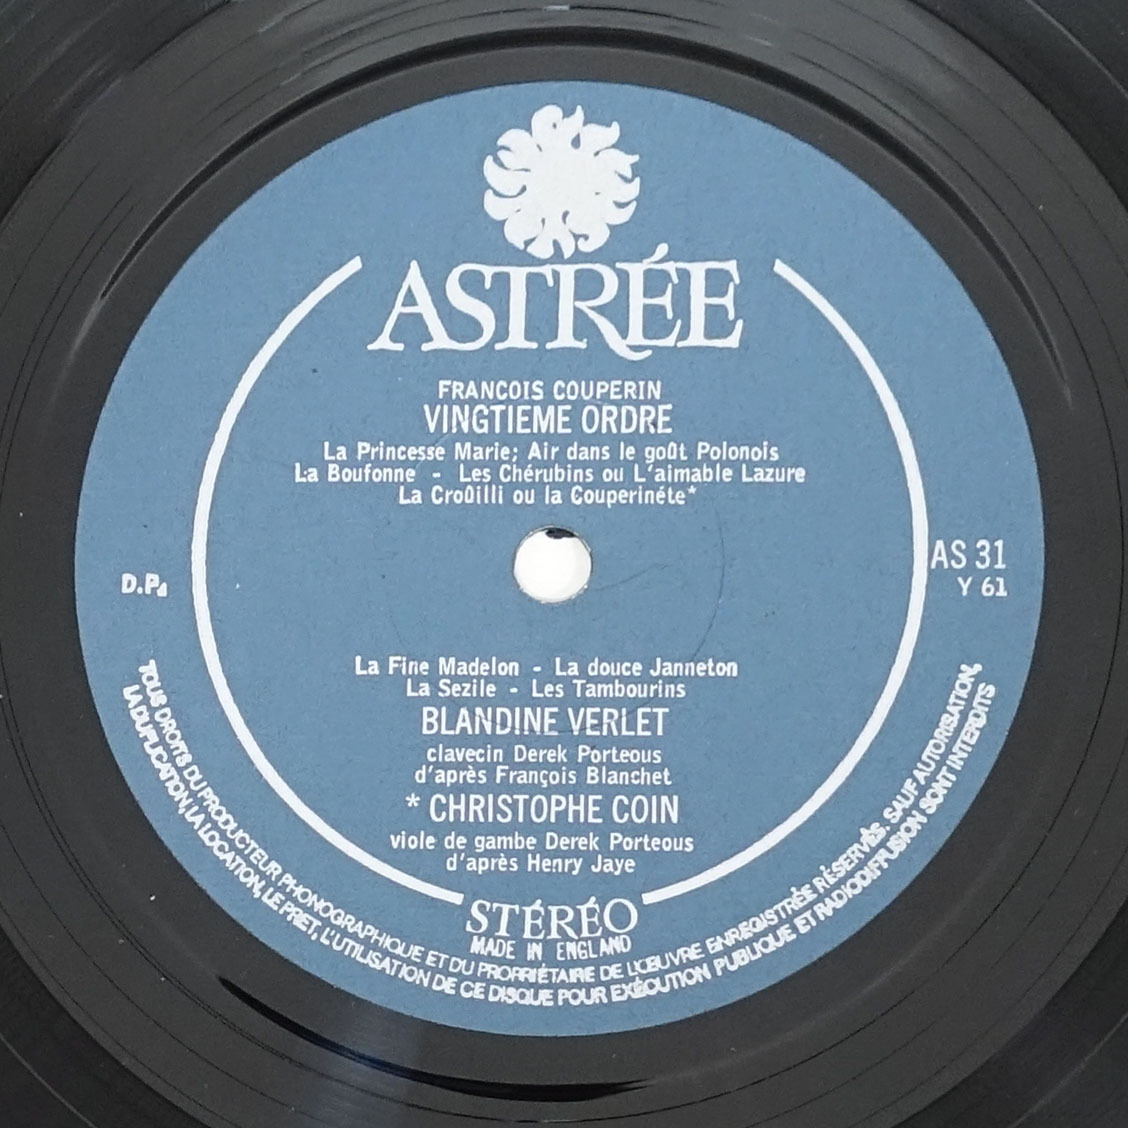 ASTRÉE
FRANCOIS COUPERIN
VINGTIEME ORDRE
La Princesse Marie; Air dans le goût Polonois
La Boufonne - Les Chérubins ou L'aimable Lazure
La Croûilli ou la Couperinéte*
AS 31
Y 61
D.P.
La Fine Madelon - La douce Janneton
La Sezile - Les Tambourins
BLANDINE VERLET
clavecin Derek Porteous
d'après François Blanchet
* CHRISTOPHE COIN
viole de gambe Derek Porteous
d'après Henry Jaye
STÉRÉO
MADE IN ENGLAND
TOUS DROITS DU PRODUCTEUR PHONOGRAPHIQUE ET DU PROPRIÉTAIRE DE L'ŒUVRE ENREGISTRÉE RÉSERVÉS. SAUF AUTORISATION,
LA DUPLICATION, LA LOCATION, LE PRET, L'UTILISATION DE CE DISQUE POUR EXÉCUTION PUBLIQUE ET RADIODIFFUSION SONT INTERDITS